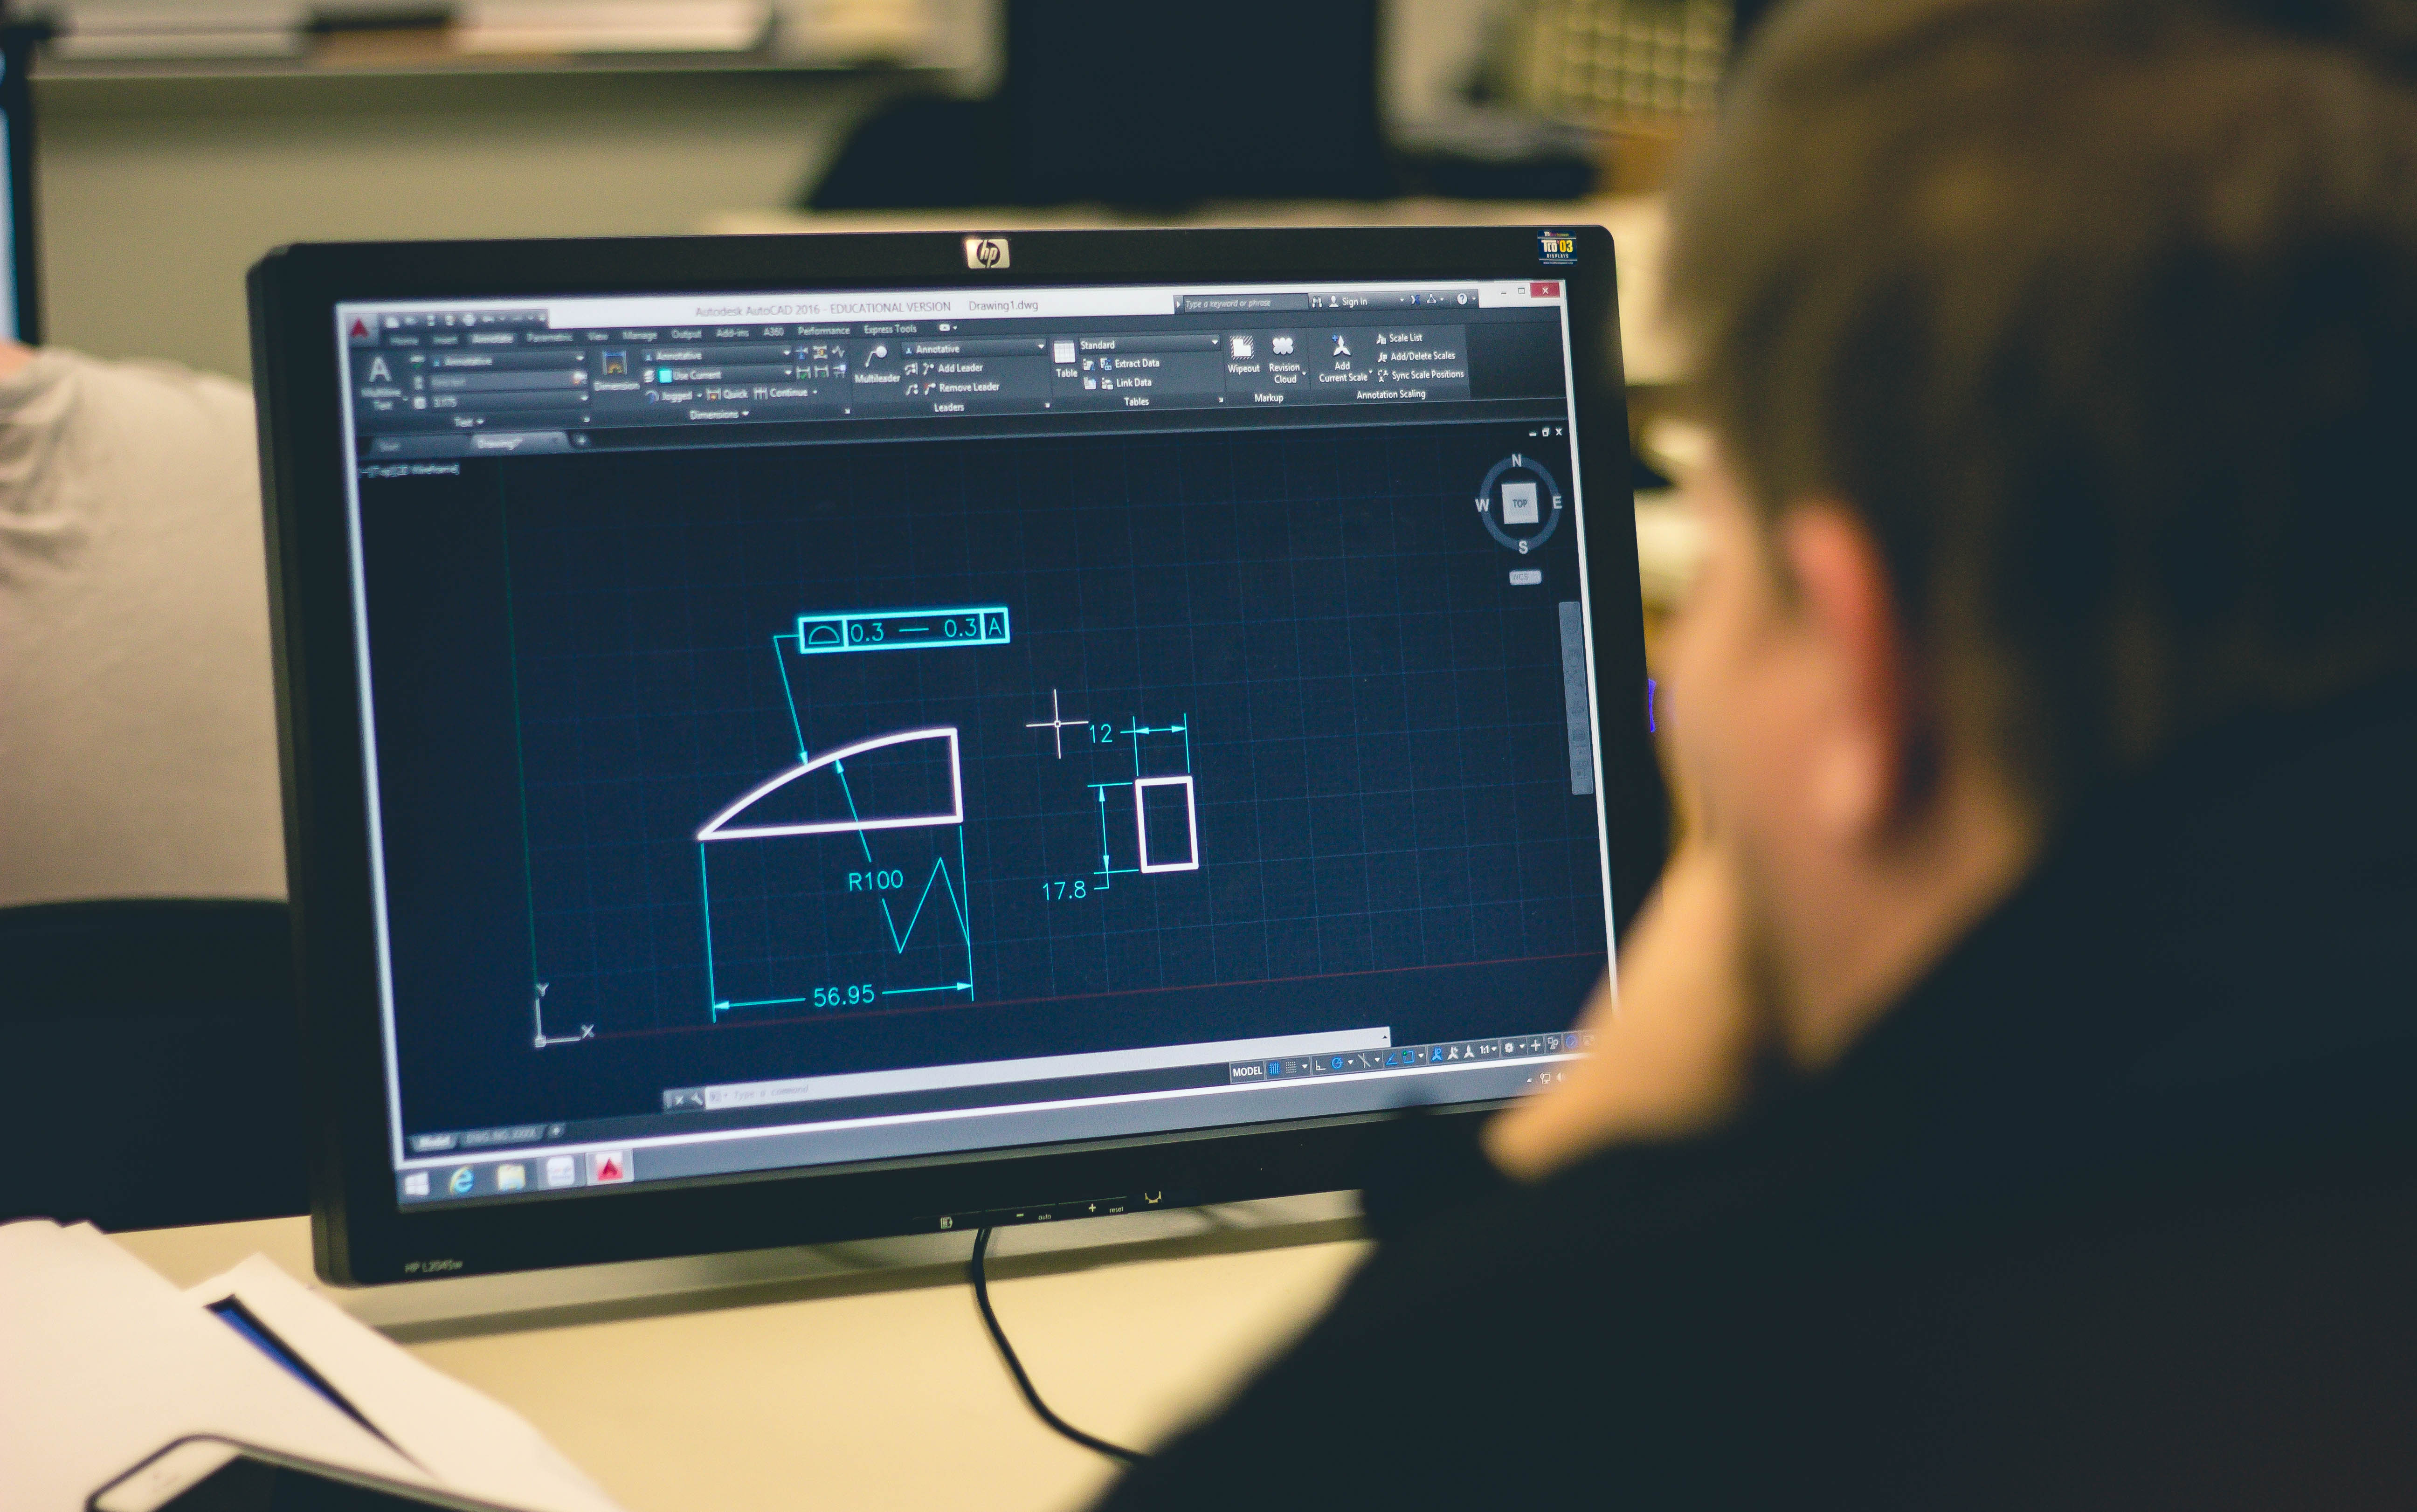 hp
TCO'03
DISPLAYS
Autodesk AutoCAD 2016 - EDUCATIONAL VERSION Drawing1.dwg
Type a keyword or phrase
Sign In
Home Insert Annotate Parametric View Manage Output Add-ins A360 Performance Express Tools
A
Multiline
Text
Annotative
Text
Dimension
Annotative
Use Current
Jogged Quick Continue
Dimensions
Multileader
Annotative
Add Leader
Remove Leader
Leaders
Table
Standard
Extract Data
Link Data
Tables
Wipeout
Revision
Cloud
Markup
Add
Current Scale
Scale List
Add/Delete Scales
Sync Scale Positions
Annotation Scaling
Drawing1*
N
W TOP E
S
WCS
0.3 — 0.3 A
12
17.8
R100
56.95
Y
X
Type a command
MODEL
1:1
Model
auto
reset
HP L2045w